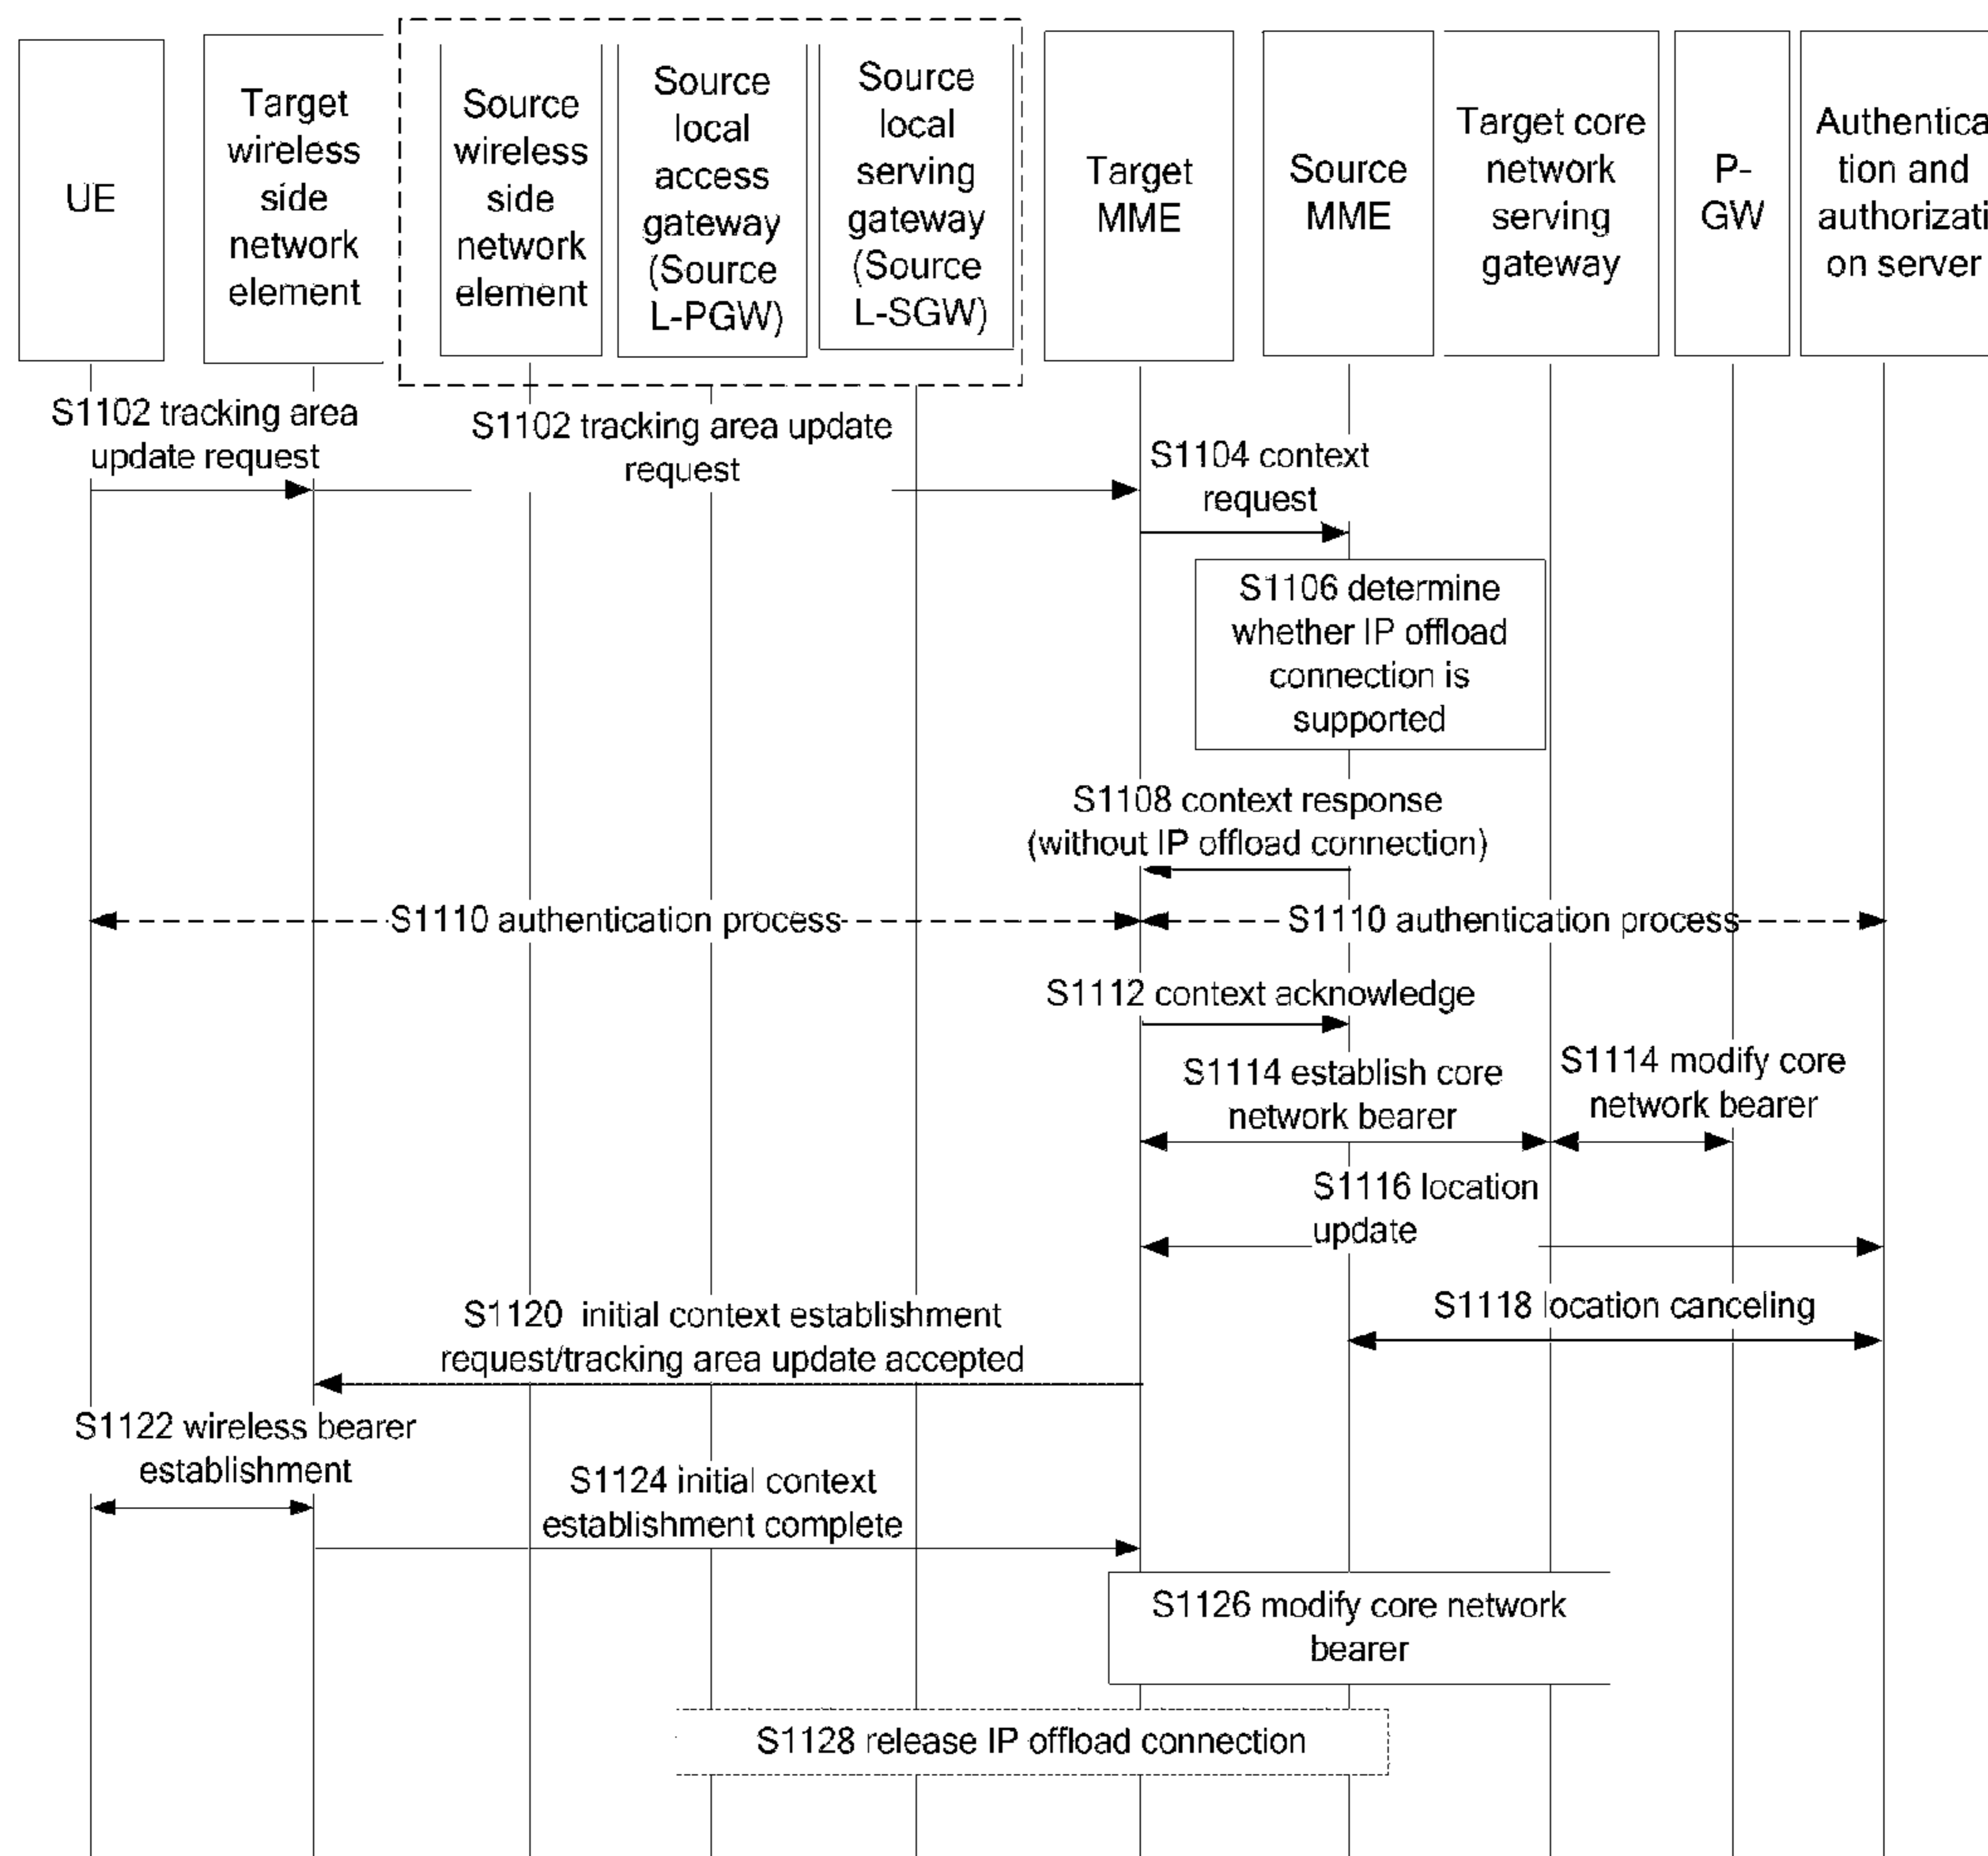 UE
Target
wireless
side
network
element
Source
wireless
side
network
element
Source
local
access
gateway
(Source
L-PGW)
Source
local
serving
gateway
(Source
L-SGW)
Target
MME
Source
MME
Target core
network
serving
gateway
P-
GW
Authentica
tion and
authorizati
on server
S1102 tracking area
update request
S1102 tracking area update
request
S1104 context
request
S1106 determine
whether IP offload
connection is
supported
S1108 context response
(without IP offload connection)
S1110 authentication process
S1110 authentication process
S1112 context acknowledge
S1114 establish core
network bearer
S1114 modify core
network bearer
S1116 location
update
S1118 location canceling
S1120 initial context establishment
request/tracking area update accepted
S1122 wireless bearer
establishment
S1124 initial context
establishment complete
S1126 modify core network
bearer
S1128 release IP offload connection